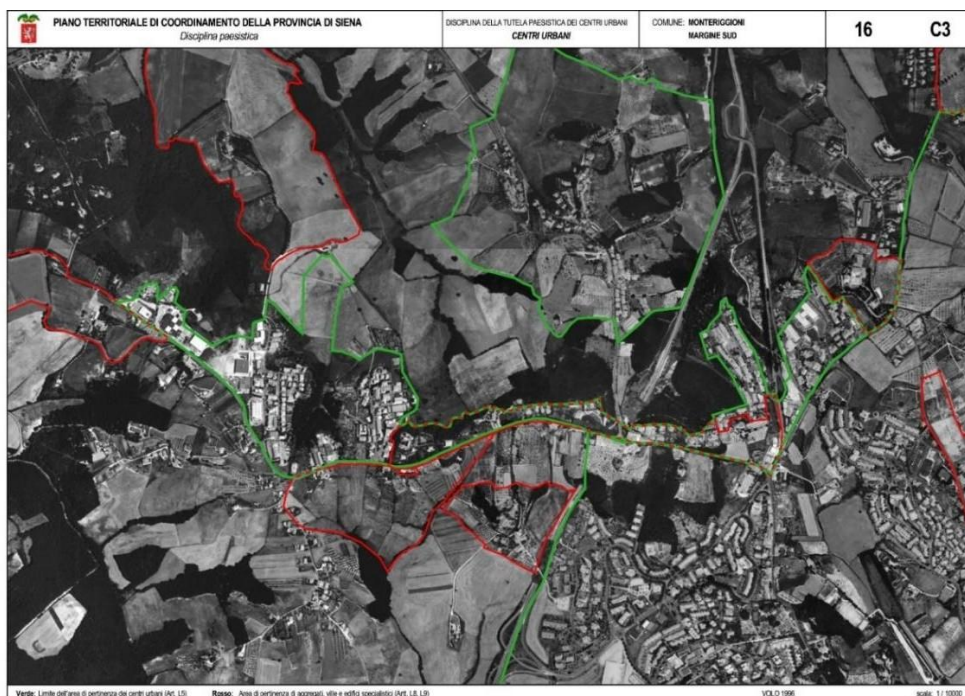 PIANO TERRITORIALE DI COORDINAMENTO DELLA PROVINCIA DI SIENA
Disciplina paesistica
DISCIPLINA DELLA TUTELA PAESISTICA DEI CENTRI URBANI
CENTRI URBANI
COMUNE: MONTERIGGIONI
MARGINE SUD
16
C3
Verde: Limite dell'area di pertinenza dei centri urbani (Art. L5)
Rosso: Area di pertinenza di aggregati, ville e edifici specialistici (Artt. L8, L9)
VOLO 1996
scala: 1 / 10996